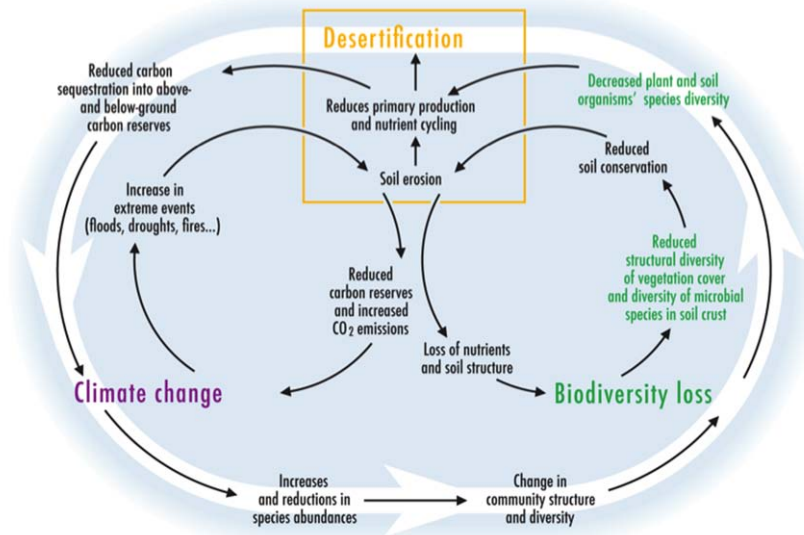 Desertification
Reduced carbon
sequestration into above-
and below-ground
carbon reserves
Reduces primary production
and nutrient cycling
Decreased plant and soil
organisms' species diversity
Soil erosion
Reduced
soil conservation
Increase in
extreme events
(floods, droughts, fires...)
Reduced
carbon reserves
and increased
CO2 emissions
Reduced
structural diversity
of vegetation cover
and diversity of microbial
species in soil crust
Loss of nutrients
and soil structure
Climate change
Biodiversity loss
Increases
and reductions in
species abundances
Change in
community structure
and diversity